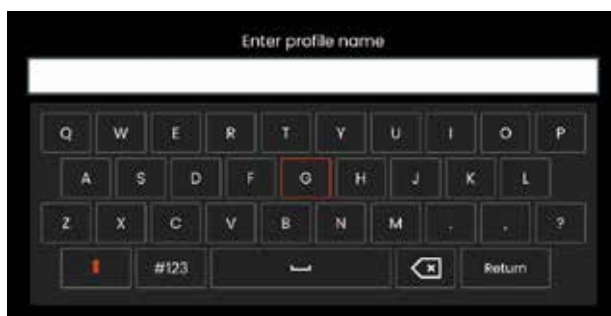 Enter profile name
Q W E R T Y U I O P
A S D F G H J K L
Z X C V B N M . , ?
#123 Return